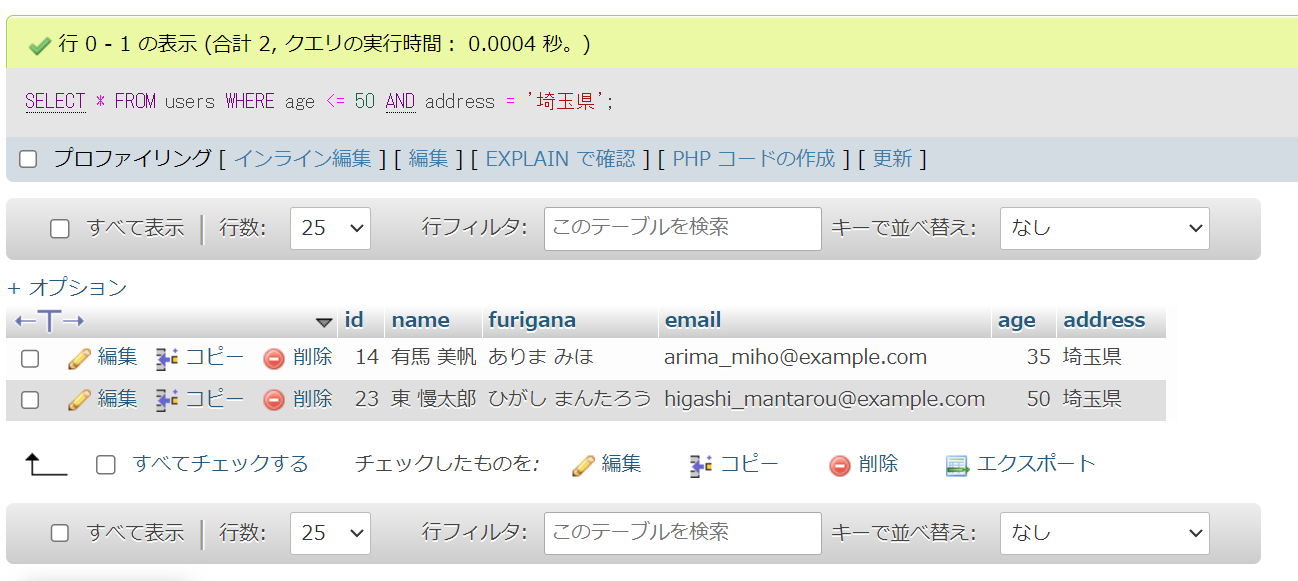 行 0 - 1 の表示 (合計 2, クエリの実行時間： 0.0004 秒。)
SELECT * FROM users WHERE age <= 50 AND address = '埼玉県';
プロファイリング [ インライン編集 ] [ 編集 ] [ EXPLAIN で確認 ] [ PHP コードの作成 ] [ 更新 ]
すべて表示 | 行数: 25 行フィルタ: このテーブルを検索 キーで並べ替え: なし
+ オプション
←T→ id name furigana email age address
編集 コピー 削除 14 有馬 美帆 ありま みほ arima_miho@example.com 35 埼玉県
編集 コピー 削除 23 東 慢太郎 ひがし まんたろう higashi_mantarou@example.com 50 埼玉県
すべてチェックする チェックしたものを: 編集 コピー 削除 エクスポート
すべて表示 | 行数: 25 行フィルタ: このテーブルを検索 キーで並べ替え: なし